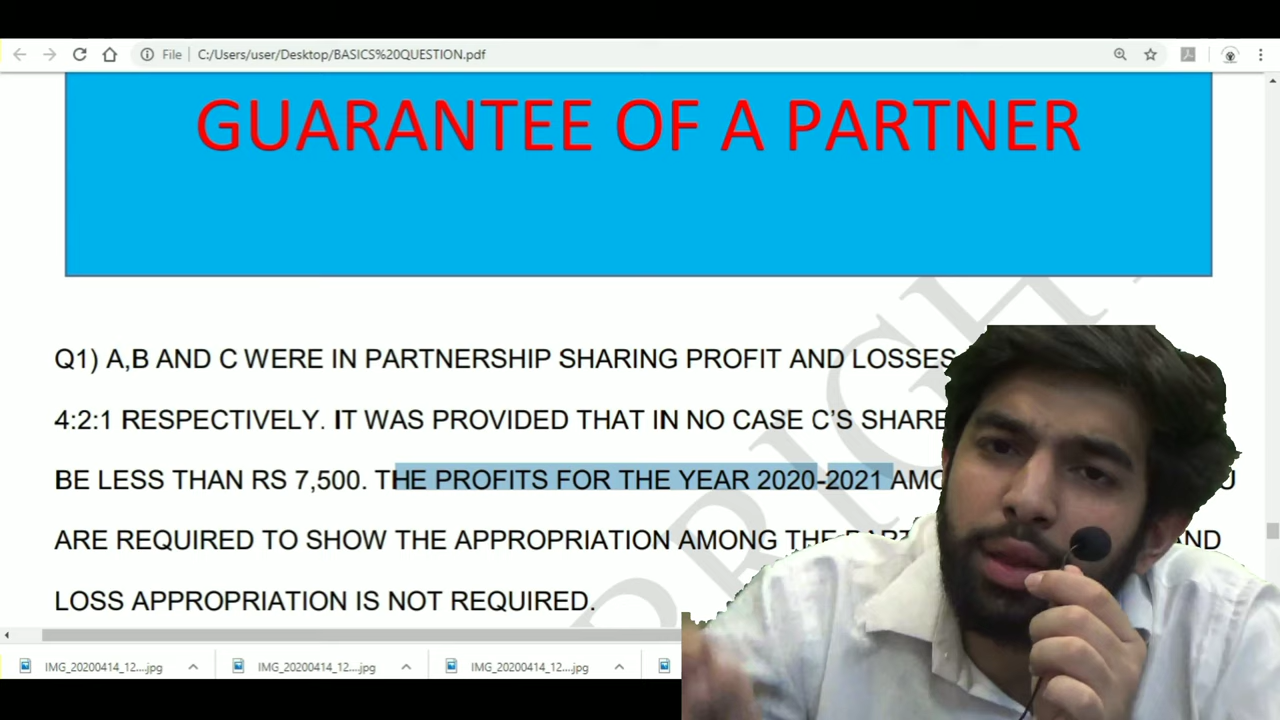 File
C:/Users/user/Desktop/BASICS%20QUESTION.pdf
GUARANTEE OF A PARTNER
Q1) A,B AND C WERE IN PARTNERSHIP SHARING PROFIT AND LOSSES
4:2:1 RESPECTIVELY. IT WAS PROVIDED THAT IN NO CASE C'S SHARE
BE LESS THAN RS 7,500. THE PROFITS FOR THE YEAR 2020-2021
ARE REQUIRED TO SHOW THE APPROPRIATION AMONG THE
LOSS APPROPRIATION IS NOT REQUIRED.
IMG_20200414_12....jpg
IMG_20200414_12....jpg
IMG_20200414_12....jpg